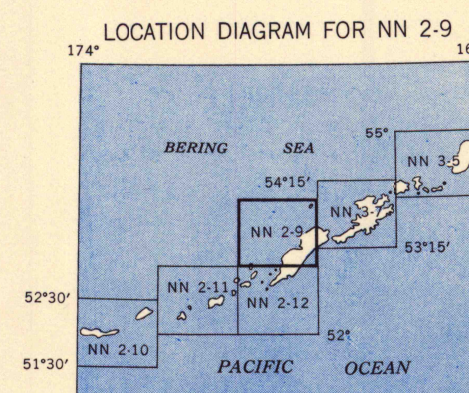 LOCATION DIAGRAM FOR NN 2-9
174°
16
BERING SEA
55°
NN 3-5
54°15′
NN 3-7
NN 2-9
53°15′
NN 2-11
52°30′
NN 2-12
52°
NN 2-10
51°30′
PACIFIC OCEAN